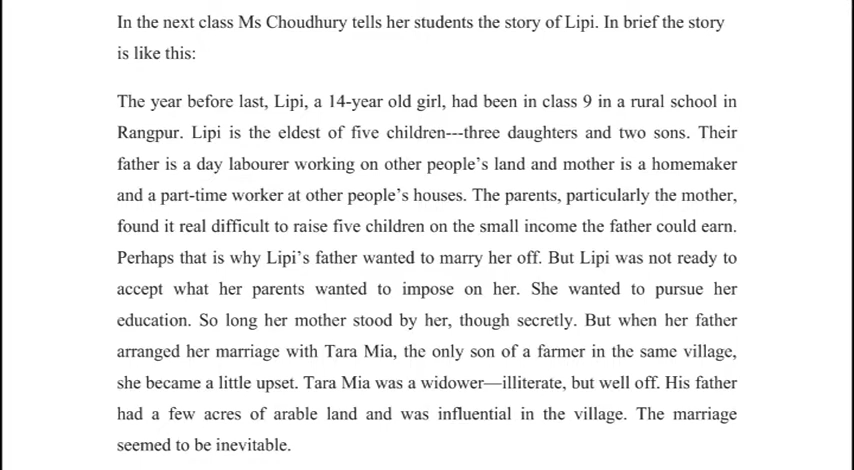 In the next class Ms Choudhury tells her students the story of Lipi. In brief the story
is like this:
The year before last, Lipi, a 14-year old girl, had been in class 9 in a rural school in
Rangpur. Lipi is the eldest of five children---three daughters and two sons. Their
father is a day labourer working on other people’s land and mother is a homemaker
and a part-time worker at other people’s houses. The parents, particularly the mother,
found it real difficult to raise five children on the small income the father could earn.
Perhaps that is why Lipi’s father wanted to marry her off. But Lipi was not ready to
accept what her parents wanted to impose on her. She wanted to pursue her
education. So long her mother stood by her, though secretly. But when her father
arranged her marriage with Tara Mia, the only son of a farmer in the same village,
she became a little upset. Tara Mia was a widower—illiterate, but well off. His father
had a few acres of arable land and was influential in the village. The marriage
seemed to be inevitable.